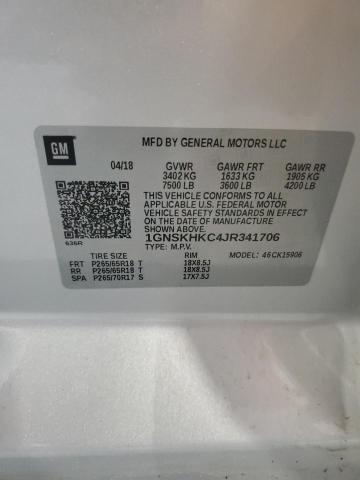 GM
MFD BY GENERAL MOTORS LLC
04/18 GVWR GAWR FRT GAWR RR
3402 KG 1633 KG 1905 KG
7500 LB 3600 LB 4200 LB
THIS VEHICLE CONFORMS TO ALL
APPLICABLE U.S. FEDERAL MOTOR
VEHICLE SAFETY STANDARDS IN EFFECT ON THE
DATE OF MANUFACTURE SHOWN ABOVE.
1GNSKHKC4JR341706
636R TYPE: M.P.V.
TIRE SIZE RIM MODEL: 46 CK15906
FRT P265/65R18 T 18X8.5J
RR P265/65R18 T 18X8.5J
SPA P265/70R17 S 17X7.5J